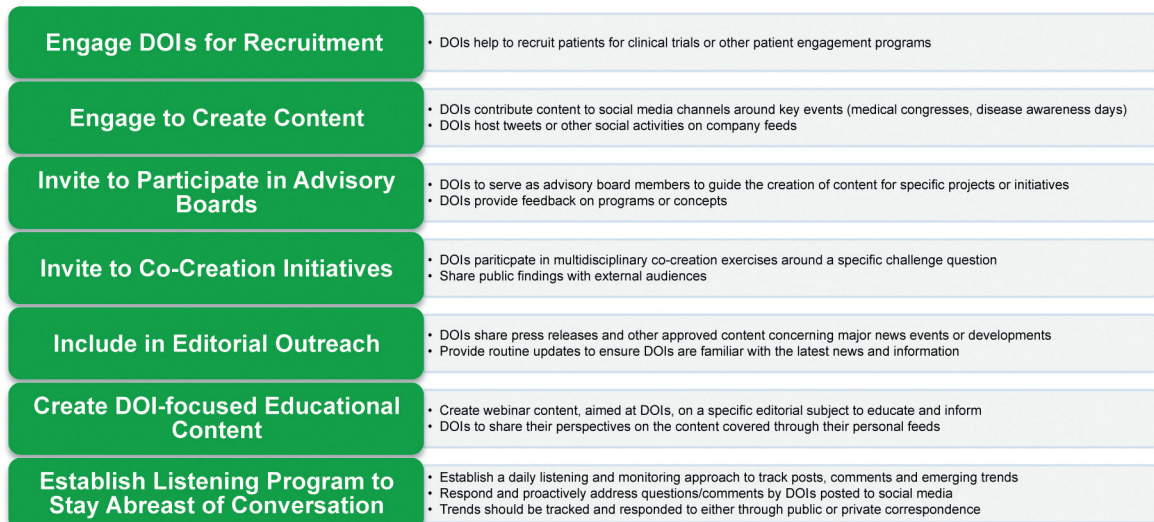 Engage DOIs for Recruitment
• DOIs help to recruit patients for clinical trials or other patient engagement programs
Engage to Create Content
• DOIs contribute content to social media channels around key events (medical congresses, disease awareness days)
• DOIs host tweets or other social activities on company feeds
Invite to Participate in Advisory
Boards
• DOIs to serve as advisory board members to guide the creation of content for specific projects or initiatives
• DOIs provide feedback on programs or concepts
Invite to Co-Creation Initiatives
• DOIs pariticpate in multidisciplinary co-creation exercises around a specific challenge question
• Share public findings with external audiences
Include in Editorial Outreach
• DOIs share press releases and other approved content concerning major news events or developments
• Provide routine updates to ensure DOIs are familiar with the latest news and information
Create DOI-focused Educational
Content
• Create webinar content, aimed at DOIs, on a specific editorial subject to educate and inform
• DOIs to share their perspectives on the content covered through their personal feeds
Establish Listening Program to
Stay Abreast of Conversation
• Establish a daily listening and monitoring approach to track posts, comments and emerging trends
• Respond and proactively address questions/comments by DOIs posted to social media
• Trends should be tracked and responded to either through public or private correspondence